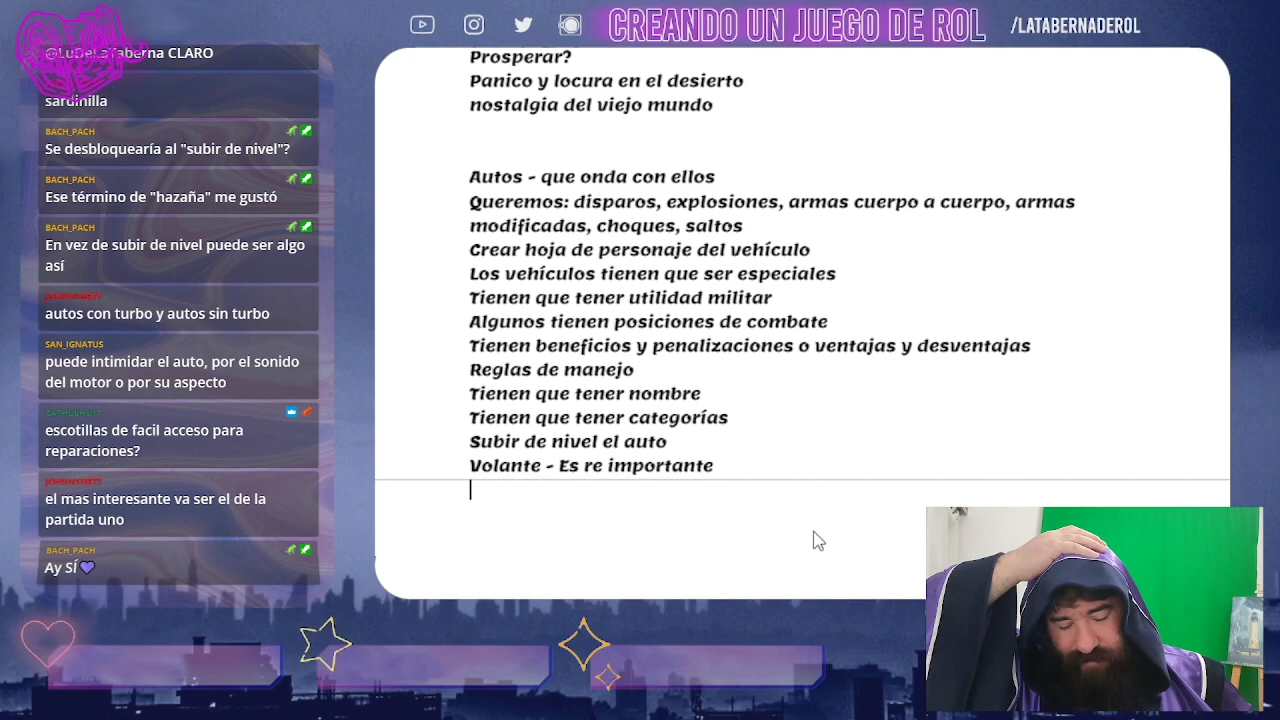 CREANDO UN JUEGO DE ROL
/LATABERNADEROL
@LuDeLaTaberna CLARO
sardinilla
BACH_PACH
Se desbloquearía al "subir de nivel"?
BACH_PACH
Ese término de "hazaña" me gustó
BACH_PACH
En vez de subir de nivel puede ser algo
así
autos con turbo y autos sin turbo
SAN_IGNATUS
puede intimidar el auto, por el sonido
del motor o por su aspecto
escotillas de facil acceso para
reparaciones?
el mas interesante va ser el de la
partida uno
BACH_PACH
Ay SÍ💜
Prosperar?
Panico y locura en el desierto
nostalgia del viejo mundo
Autos - que onda con ellos
Queremos: disparos, explosiones, armas cuerpo a cuerpo, armas
modificadas, choques, saltos
Crear hoja de personaje del vehículo
Los vehículos tienen que ser especiales
Tienen que tener utilidad militar
Algunos tienen posiciones de combate
Tienen beneficios y penalizaciones o ventajas y desventajas
Reglas de manejo
Tienen que tener nombre
Tienen que tener categorías
Subir de nivel el auto
Volante - Es re importante